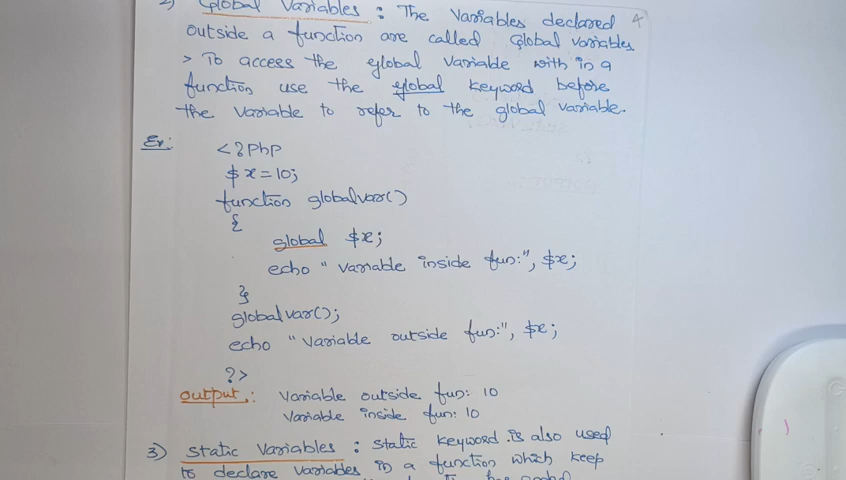 2) Global Variables : The Variables declared 4
outside a function are called Global variables
> To access the global Variable with in a
function use the global keyword before
the variable to refer to the global variable.
Ex:
<?php
$x=10;
function globalvar()
{
global $x;
echo " variable inside fun:", $x;
}
globalvar();
echo "Variable outside fun:", $x;
?>
output: Variable outside fun: 10
Variable inside fun: 10
3) Static Variables : Static keyword is also used
to declare variables in a function which keep